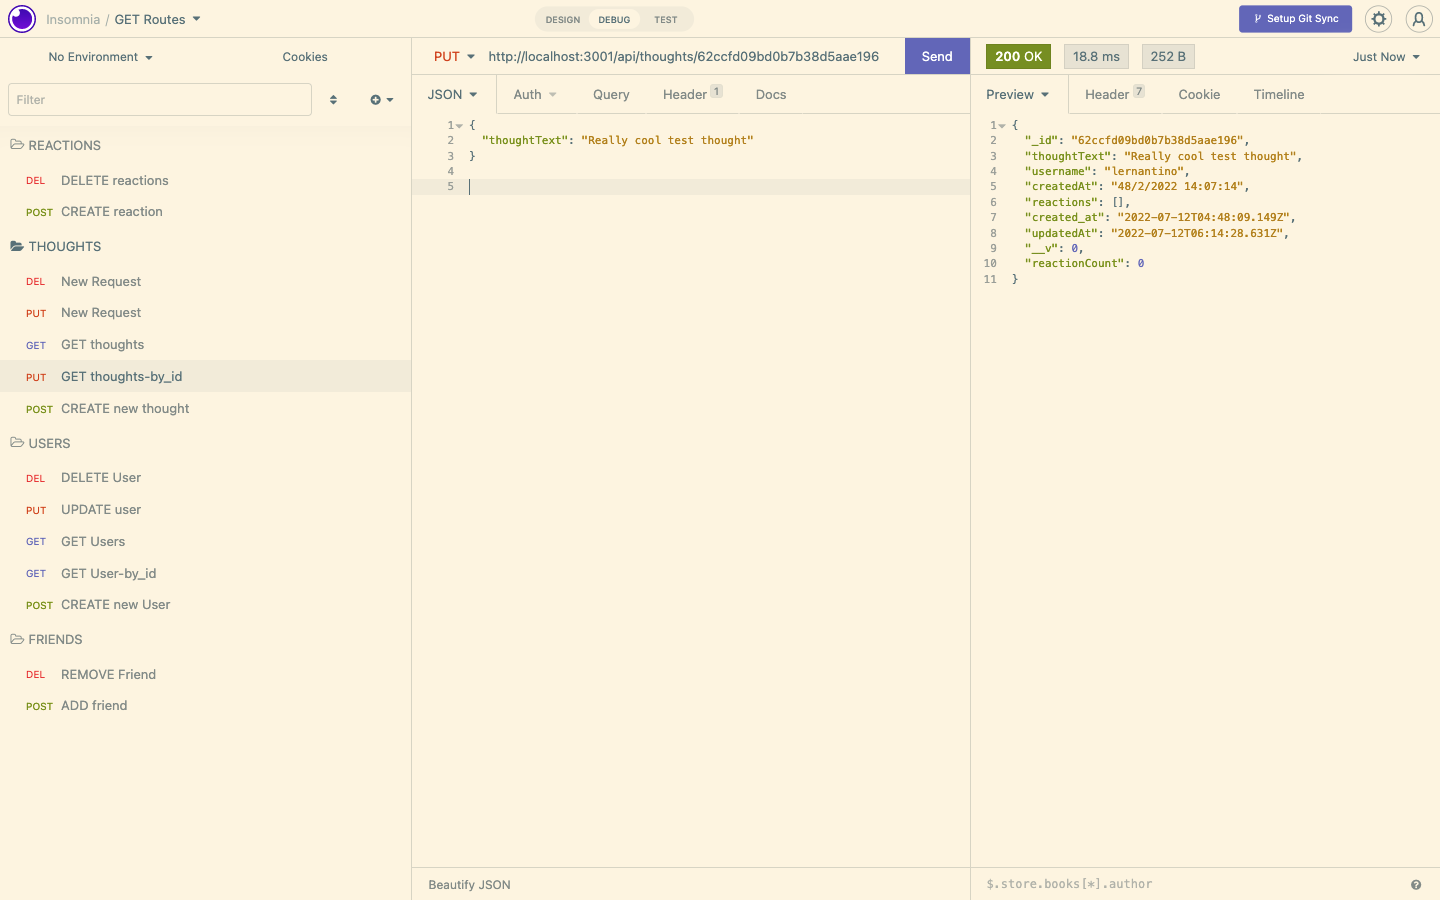 Insomnia / GET Routes
DESIGN
DEBUG
TEST
Setup Git Sync
No Environment
Cookies
Filter
REACTIONS
DEL DELETE reactions
POST CREATE reaction
THOUGHTS
DEL New Request
PUT New Request
GET GET thoughts
PUT GET thoughts-by_id
POST CREATE new thought
USERS
DEL DELETE User
PUT UPDATE user
GET GET Users
GET GET User-by_id
POST CREATE new User
FRIENDS
DEL REMOVE Friend
POST ADD friend
PUT http://localhost:3001/api/thoughts/62ccfd09bd0b7b38d5aae196 Send
JSON Auth Query Header 1 Docs
1 {
2 "thoughtText": "Really cool test thought"
3 }
4
5
Beautify JSON
200 OK 18.8 ms 252 B Just Now
Preview Header 7 Cookie Timeline
1 {
2 "_id": "62ccfd09bd0b7b38d5aae196",
3 "thoughtText": "Really cool test thought",
4 "username": "lernantino",
5 "createdAt": "48/2/2022 14:07:14",
6 "reactions": [],
7 "created_at": "2022-07-12T04:48:09.149Z",
8 "updatedAt": "2022-07-12T06:14:28.631Z",
9 "__v": 0,
10 "reactionCount": 0
11 }
$.store.books[*].author